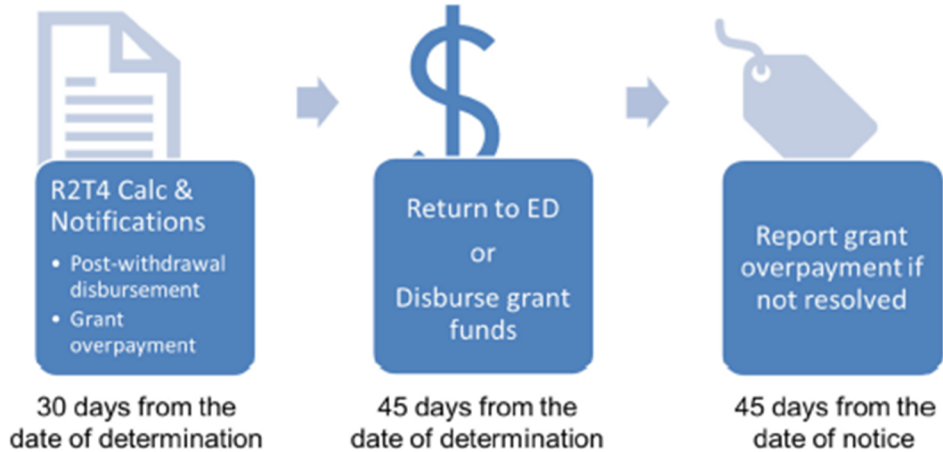 R2T4 Calc &
Notifications
• Post-withdrawal
disbursement
• Grant
overpayment
30 days from the
date of determination
Return to ED
or
Disburse grant
funds
45 days from the
date of determination
Report grant
overpayment if
not resolved
45 days from the
date of notice